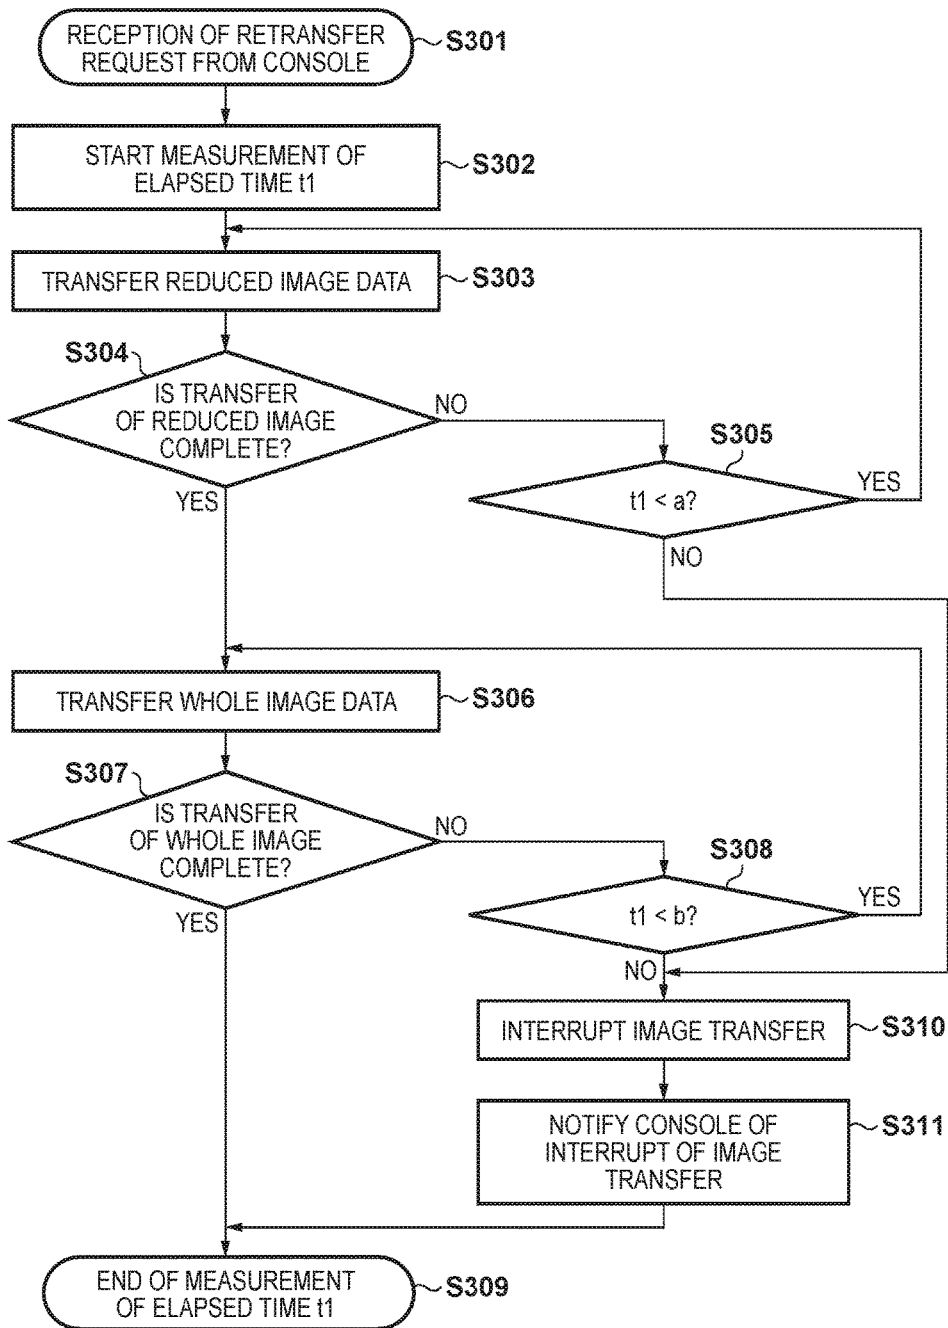 RECEPTION OF RETRANSFER
REQUEST FROM CONSOLE
S301
START MEASUREMENT OF
ELAPSED TIME t1
S302
TRANSFER REDUCED IMAGE DATA
S303
S304
IS TRANSFER
OF REDUCED IMAGE
COMPLETE?
NO
YES
S305
t1 < a?
YES
NO
TRANSFER WHOLE IMAGE DATA
S306
S307
IS TRANSFER
OF WHOLE IMAGE
COMPLETE?
NO
YES
S308
t1 < b?
YES
NO
INTERRUPT IMAGE TRANSFER
S310
NOTIFY CONSOLE OF
INTERRUPT OF IMAGE
TRANSFER
S311
END OF MEASUREMENT
OF ELAPSED TIME t1
S309